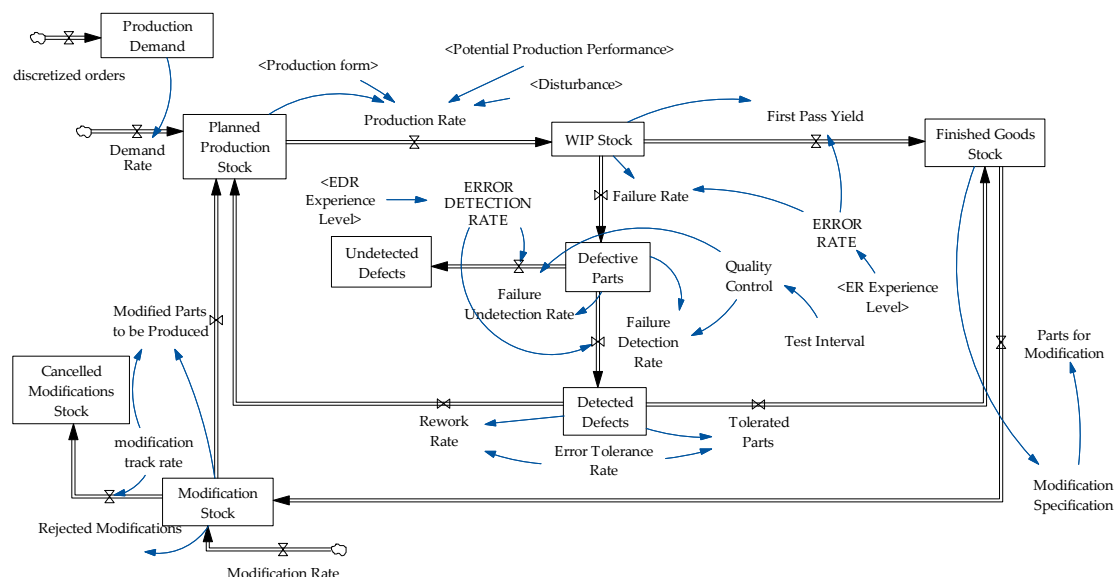 Production
Demand
discretized orders
<Potential Production Performance>
<Production form>
<Disturbance>
Production Rate
First Pass Yield
Planned
Production
Stock
Demand
Rate
WIP Stock
Finished Goods
Stock
<EDR
Experience
Level>
ERROR
DETECTION
RATE
Failure Rate
ERROR
RATE
Undetected
Defects
Defective
Parts
Quality
Control
<ER Experience
Level>
Failure
Undetection Rate
Modified Parts
to be Produced
Failure
Detection
Rate
Test Interval
Parts for
Modification
Cancelled
Modifications
Stock
Detected
Defects
Rework
Rate
Tolerated
Parts
modification
track rate
Error Tolerance
Rate
Modification
Stock
Modification
Specification
Rejected Modifications
Modification Rate